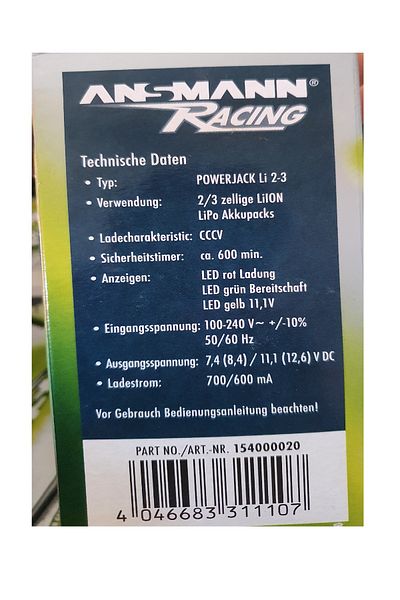 ANSMANN®
RACING
Technische Daten
• Typ: POWERJACK Li 2-3
• Verwendung: 2/3 zellige LiION
LiPo Akkupacks
• Ladecharakteristic: CCCV
• Sicherheitstimer: ca. 600 min.
• Anzeigen: LED rot Ladung
LED grün Bereitschaft
LED gelb 11,1V
• Eingangsspannung: 100-240 V~ +/-10%
50/60 Hz
• Ausgangsspannung: 7,4 (8,4) / 11,1 (12,6) V DC
• Ladestrom: 700/600 mA
Vor Gebrauch Bedienungsanleitung beachten!
PART NO./ART.-NR. 154000020
4 046683 311107